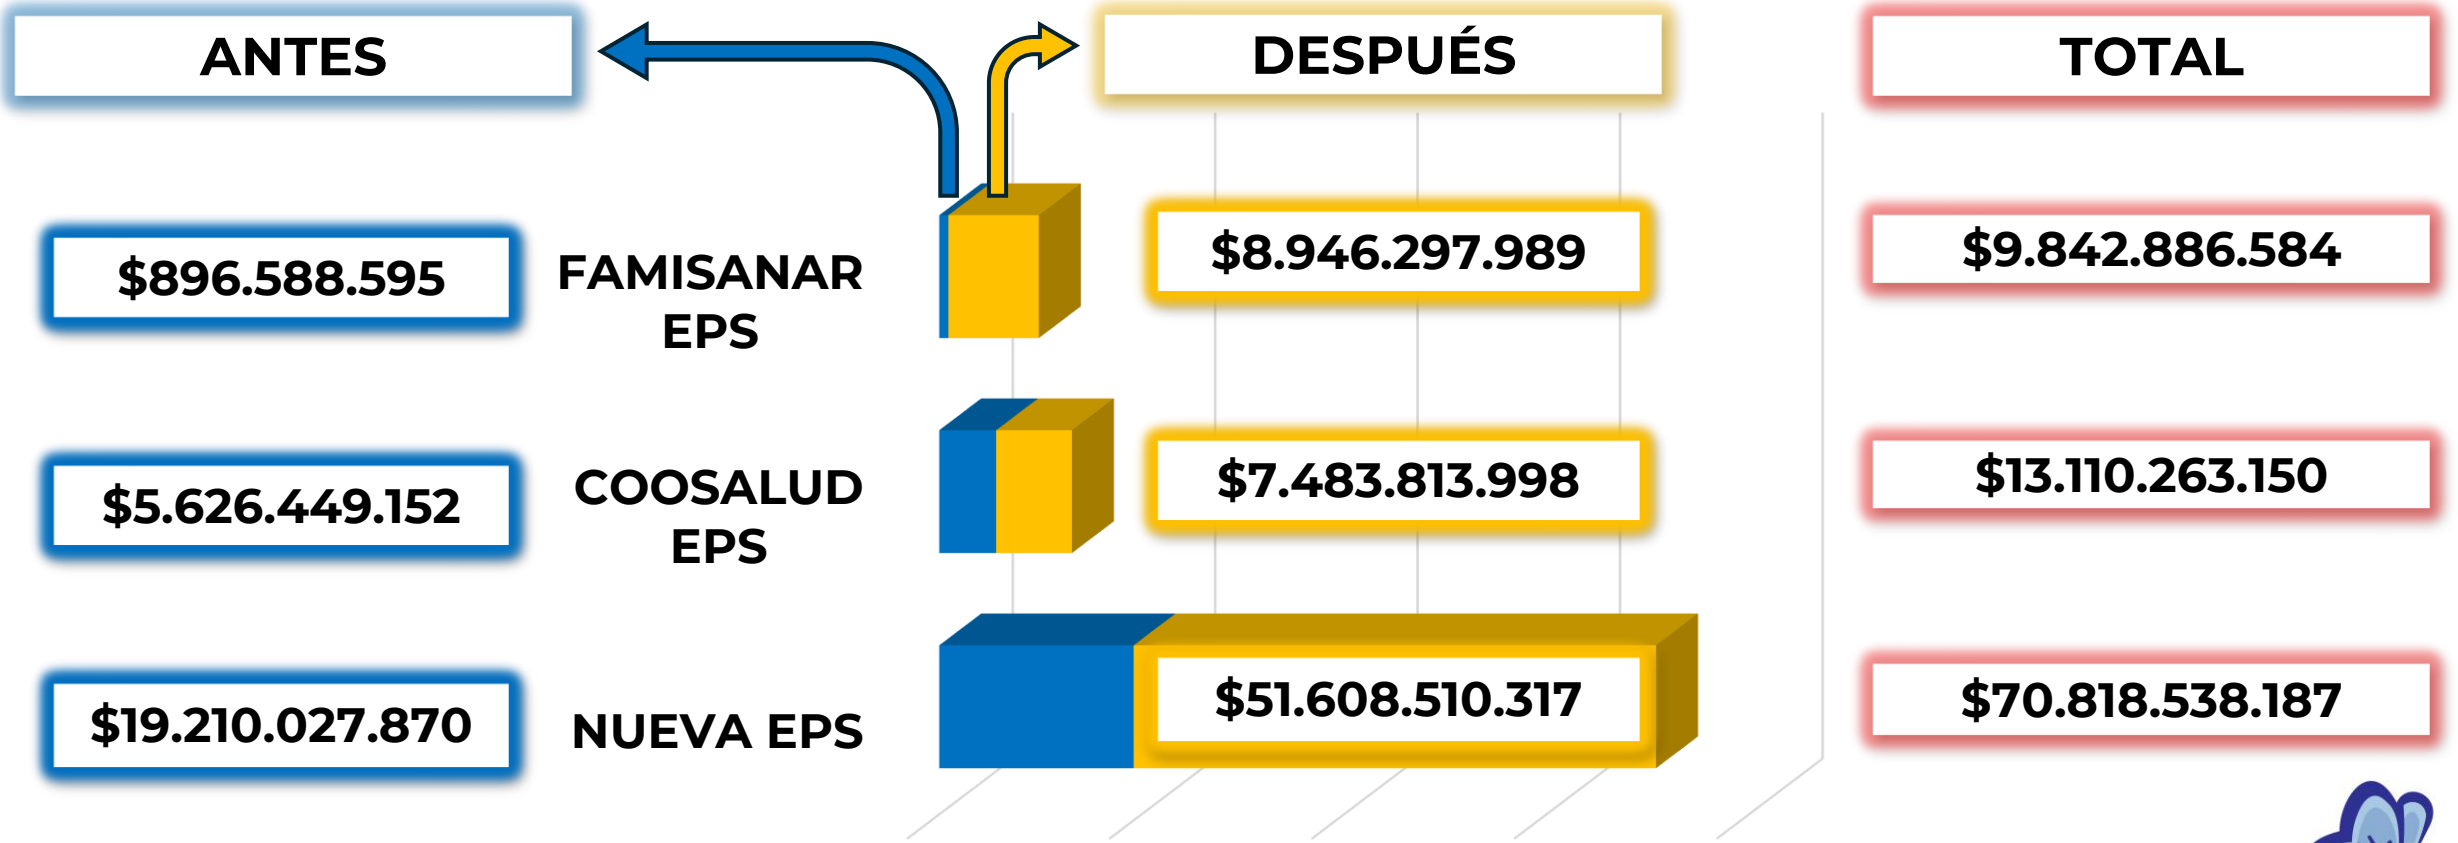 ANTES
DESPUÉS
TOTAL
$896.588.595
FAMISANAR
EPS
$8.946.297.989
$9.842.886.584
$5.626.449.152
COOSALUD
EPS
$7.483.813.998
$13.110.263.150
$19.210.027.870
NUEVA EPS
$51.608.510.317
$70.818.538.187